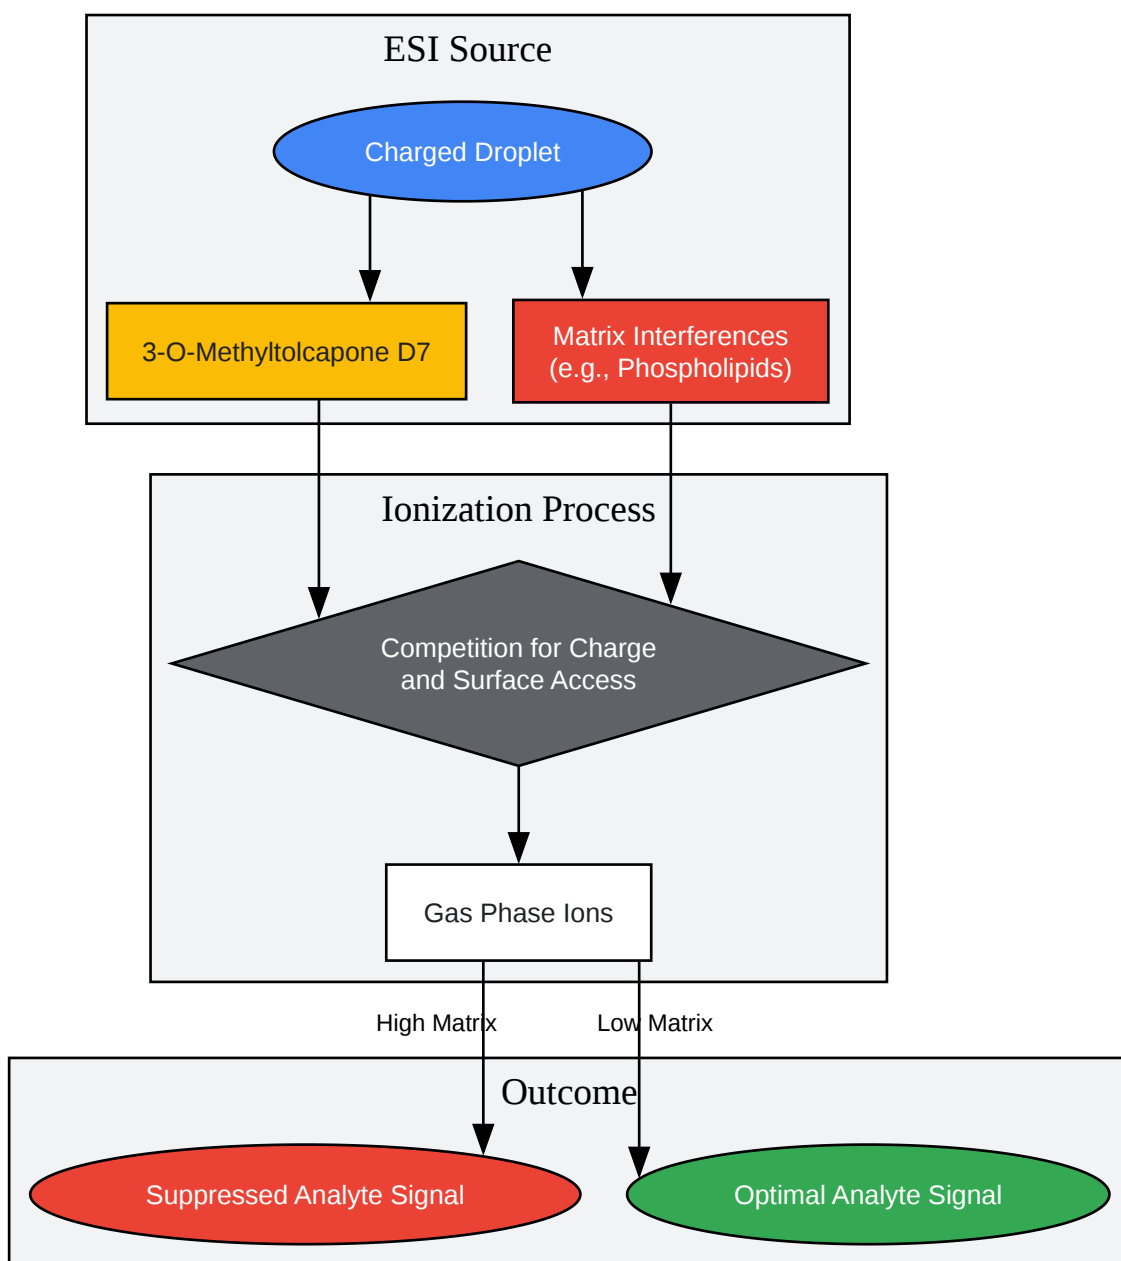 ESI Source
Charged Droplet
3-O-Methyltolcapone D7
Matrix Interferences
(e.g., Phospholipids)
Ionization Process
Competition for Charge
and Surface Access
Gas Phase Ions
High Matrix
Low Matrix
Outcome
Suppressed Analyte Signal
Optimal Analyte Signal